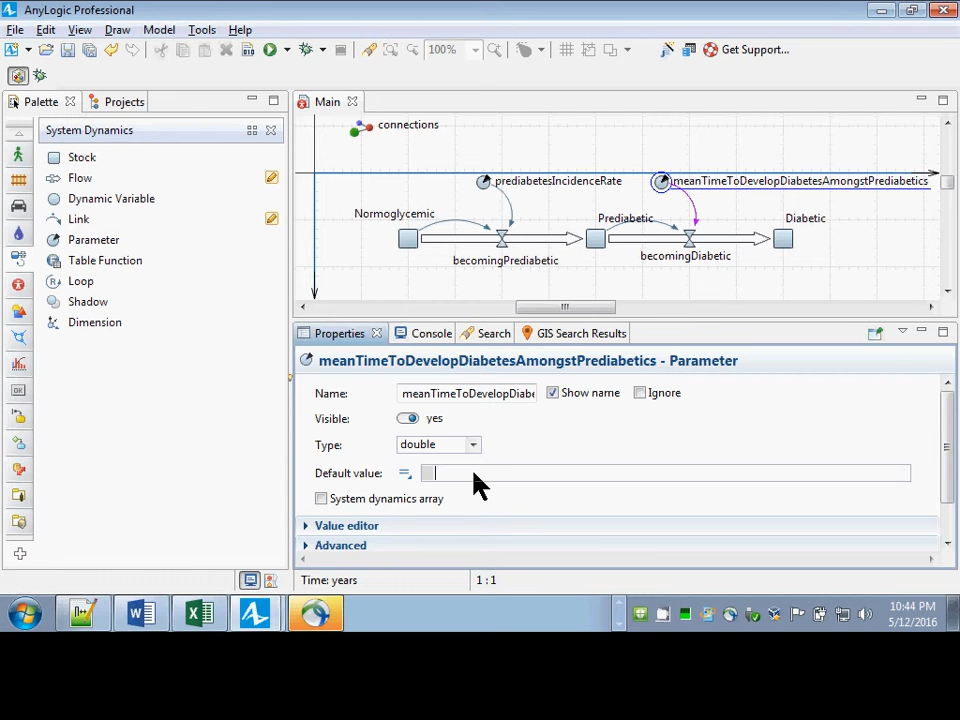 AnyLogic Professional
File Edit View Draw Model Tools Help
100% Get Support...
Palette Projects Main
System Dynamics
Stock
Flow
Dynamic Variable
Link
Parameter
Table Function
Loop
Shadow
Dimension
connections
prediabetesIncidenceRate meanTimeToDevelopDiabetesAmongstPrediabetics
Normoglycemic Prediabetic Diabetic
becomingPrediabetic becomingDiabetic
Properties Console Search GIS Search Results
meanTimeToDevelopDiabetesAmongstPrediabetics - Parameter
Name: meanTimeToDevelopDiabe Show name Ignore
Visible: yes
Type: double
Default value:
System dynamics array
Value editor
Advanced
Time: years 1 : 1
10:44 PM
5/12/2016